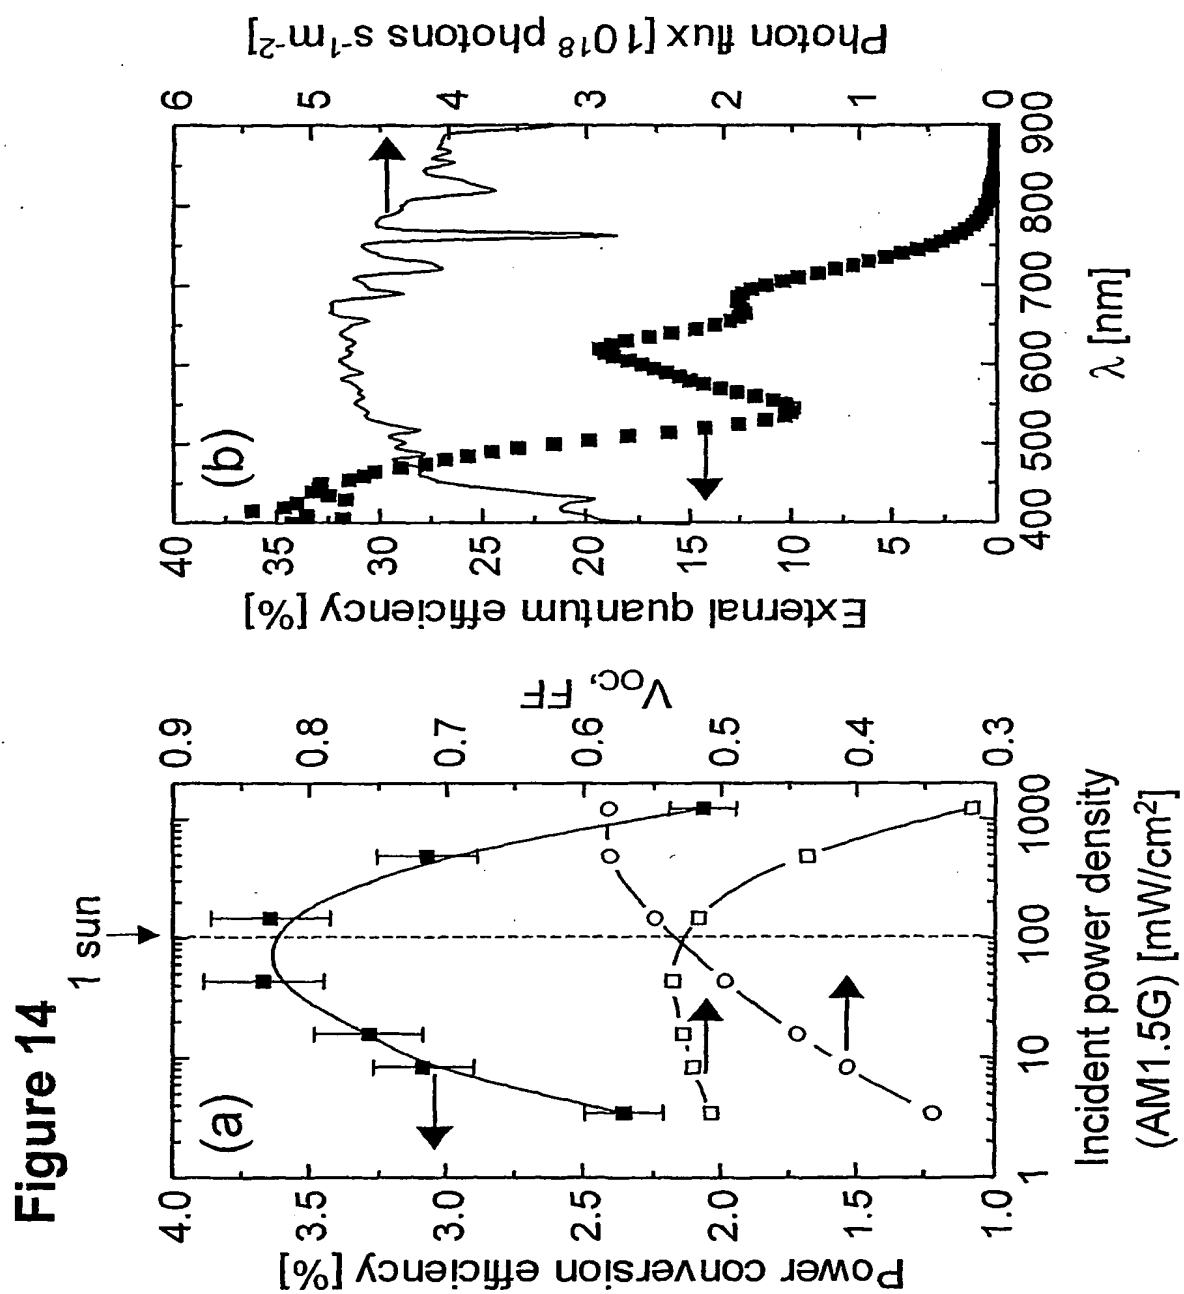 Figure 14
1 sun
(a)
Power conversion efficiency [%]
4.0
3.5
3.0
2.5
2.0
1.5
1.0
V_OC, FF
0.9
0.8
0.7
0.6
0.5
0.4
0.3
1 10 100 1000
Incident power density
(AM1.5G) [mW/cm²]
(b)
External quantum efficiency [%]
40
35
30
25
20
15
10
5
0
Photon flux [10¹⁸ photons s⁻¹m⁻²]
6
5
4
3
2
1
0
400 500 600 700 800 900
λ [nm]